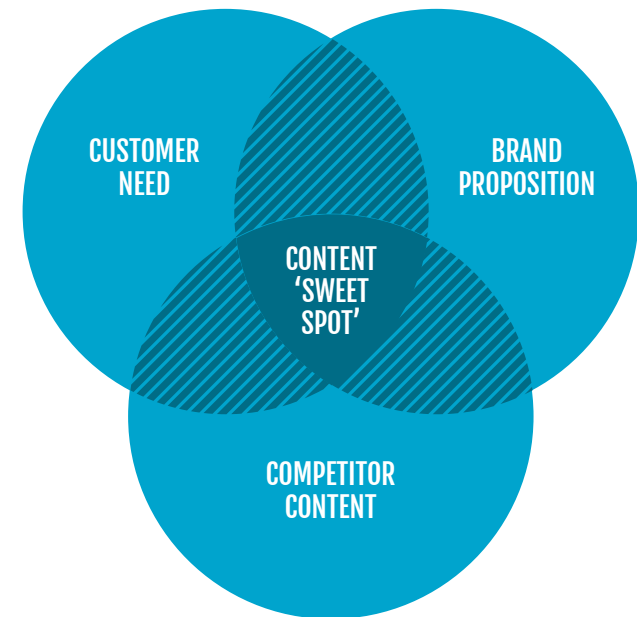 CUSTOMER
NEED
BRAND
PROPOSITION
CONTENT
‘SWEET
SPOT’
COMPETITOR
CONTENT